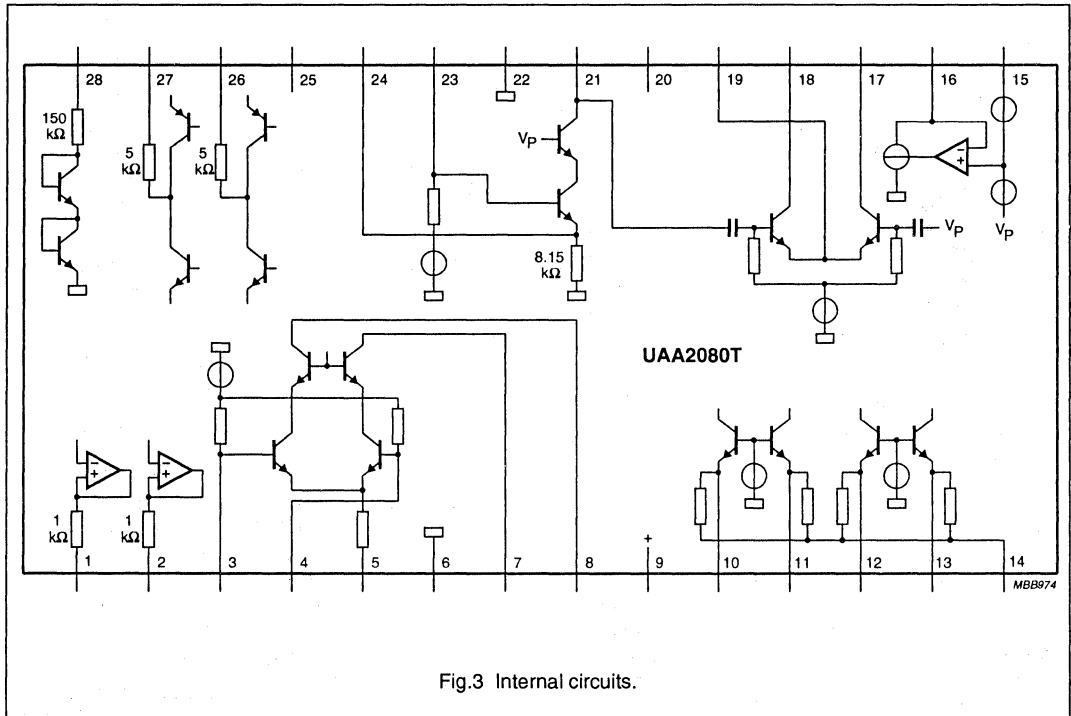 28 27 26 25 24 23 22 21 20 19 18 17 16 15
150
kΩ
5
kΩ
5
kΩ
V_P
− +
V_P
V_P
8.15
kΩ
UAA2080T
− +
− +
1
kΩ
1
kΩ
+
1 2 3 4 5 6 7 8 9 10 11 12 13 14
MBB974
Fig.3 Internal circuits.